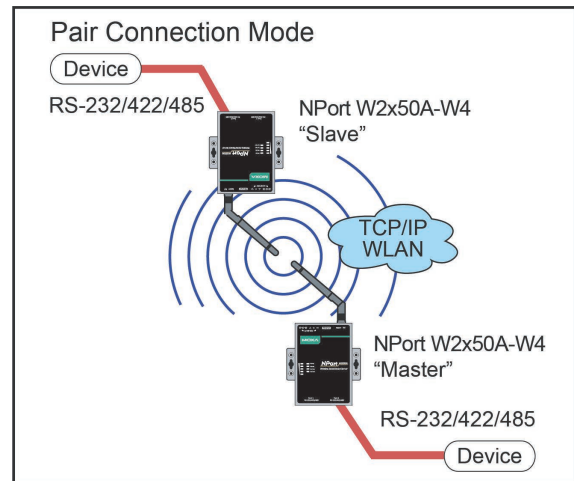 Pair Connection Mode
Device
RS-232/422/485
NPort W2x50A-W4
“Slave”
TCP/IP
WLAN
NPort W2x50A-W4
“Master”
RS-232/422/485
Device